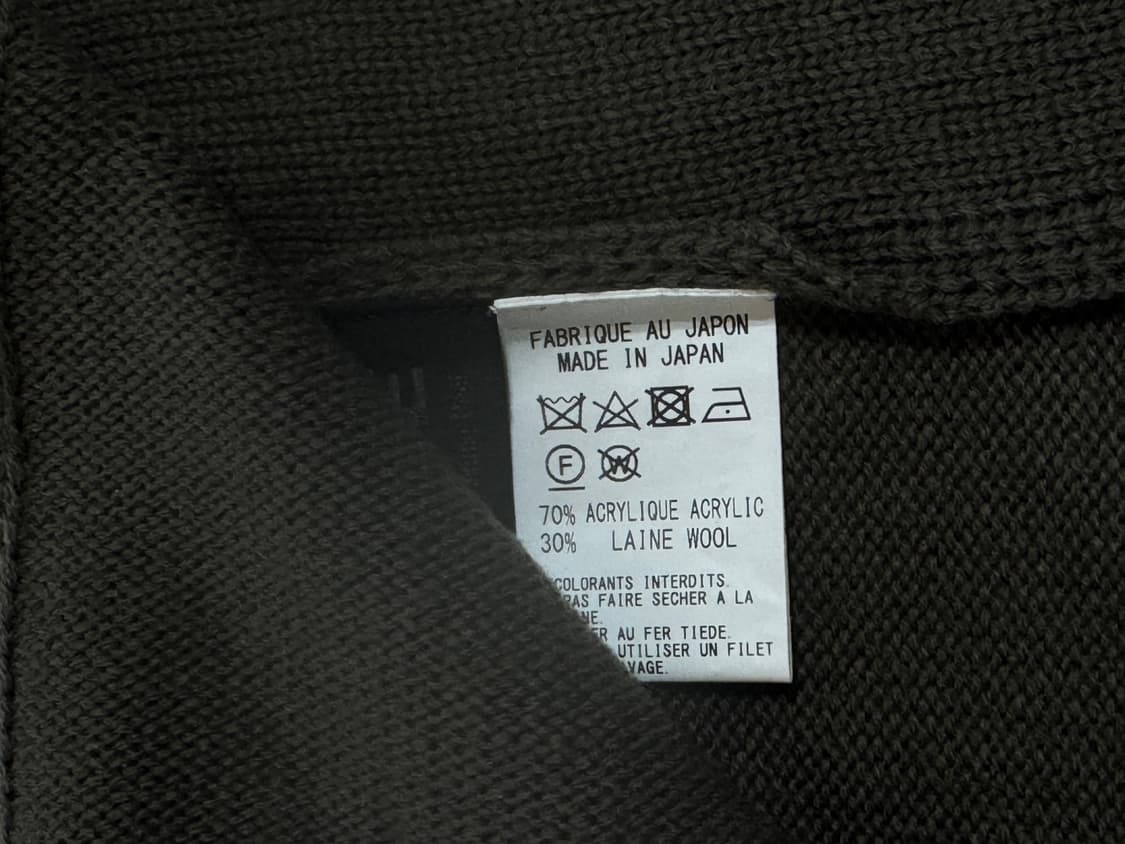 FABRIQUE AU JAPON
MADE IN JAPAN
F W
70% ACRYLIQUE ACRYLIC
30% LAINE WOOL
COLORANTS INTERDITS.
PAS FAIRE SECHER A LA
AU FER TIEDE.
UTILISER UN FILET